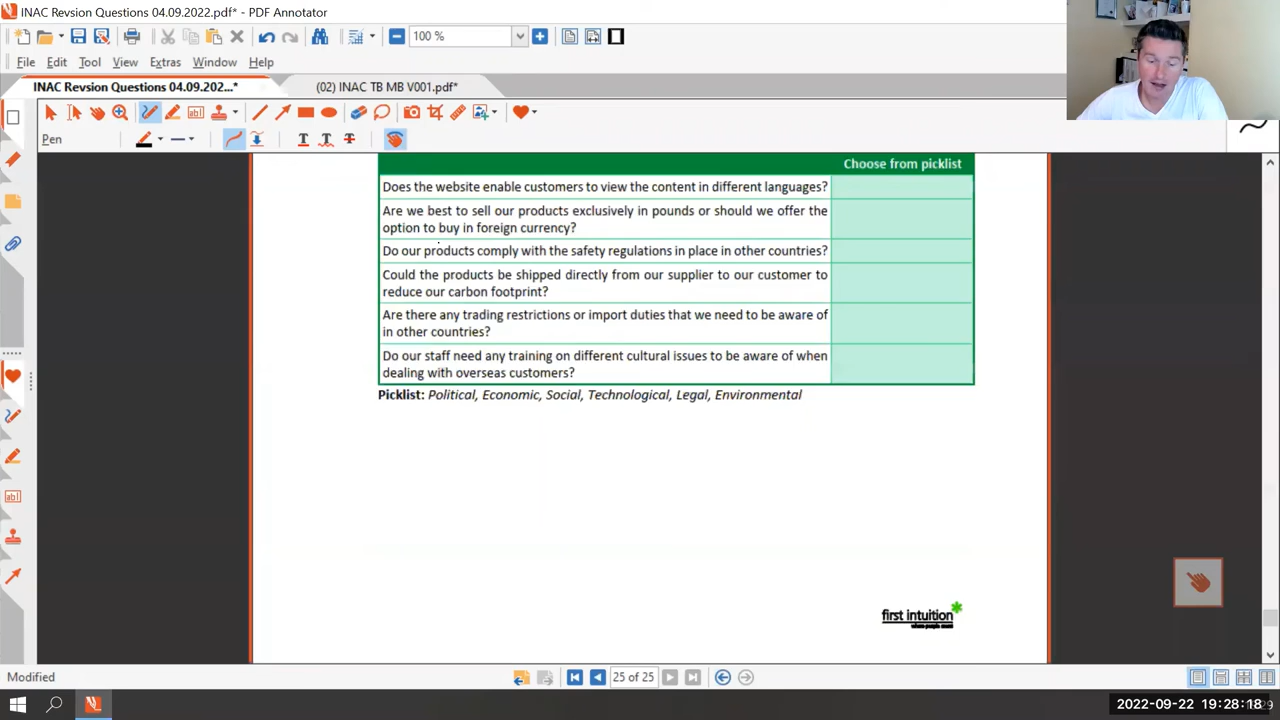 INAC Revsion Questions 04.09.2022.pdf* - PDF Annotator
100 %
File Edit Tool View Extras Window Help
INAC Revsion Questions 04.09.202...* (02) INAC TB MB V001.pdf*
Pen
Choose from picklist
Does the website enable customers to view the content in different languages?
Are we best to sell our products exclusively in pounds or should we offer the
option to buy in foreign currency?
Do our products comply with the safety regulations in place in other countries?
Could the products be shipped directly from our supplier to our customer to
reduce our carbon footprint?
Are there any trading restrictions or import duties that we need to be aware of
in other countries?
Do our staff need any training on different cultural issues to be aware of when
dealing with overseas customers?
Picklist: Political, Economic, Social, Technological, Legal, Environmental
first intuition
Modified
25 of 25
2022-09-22 19:28:18